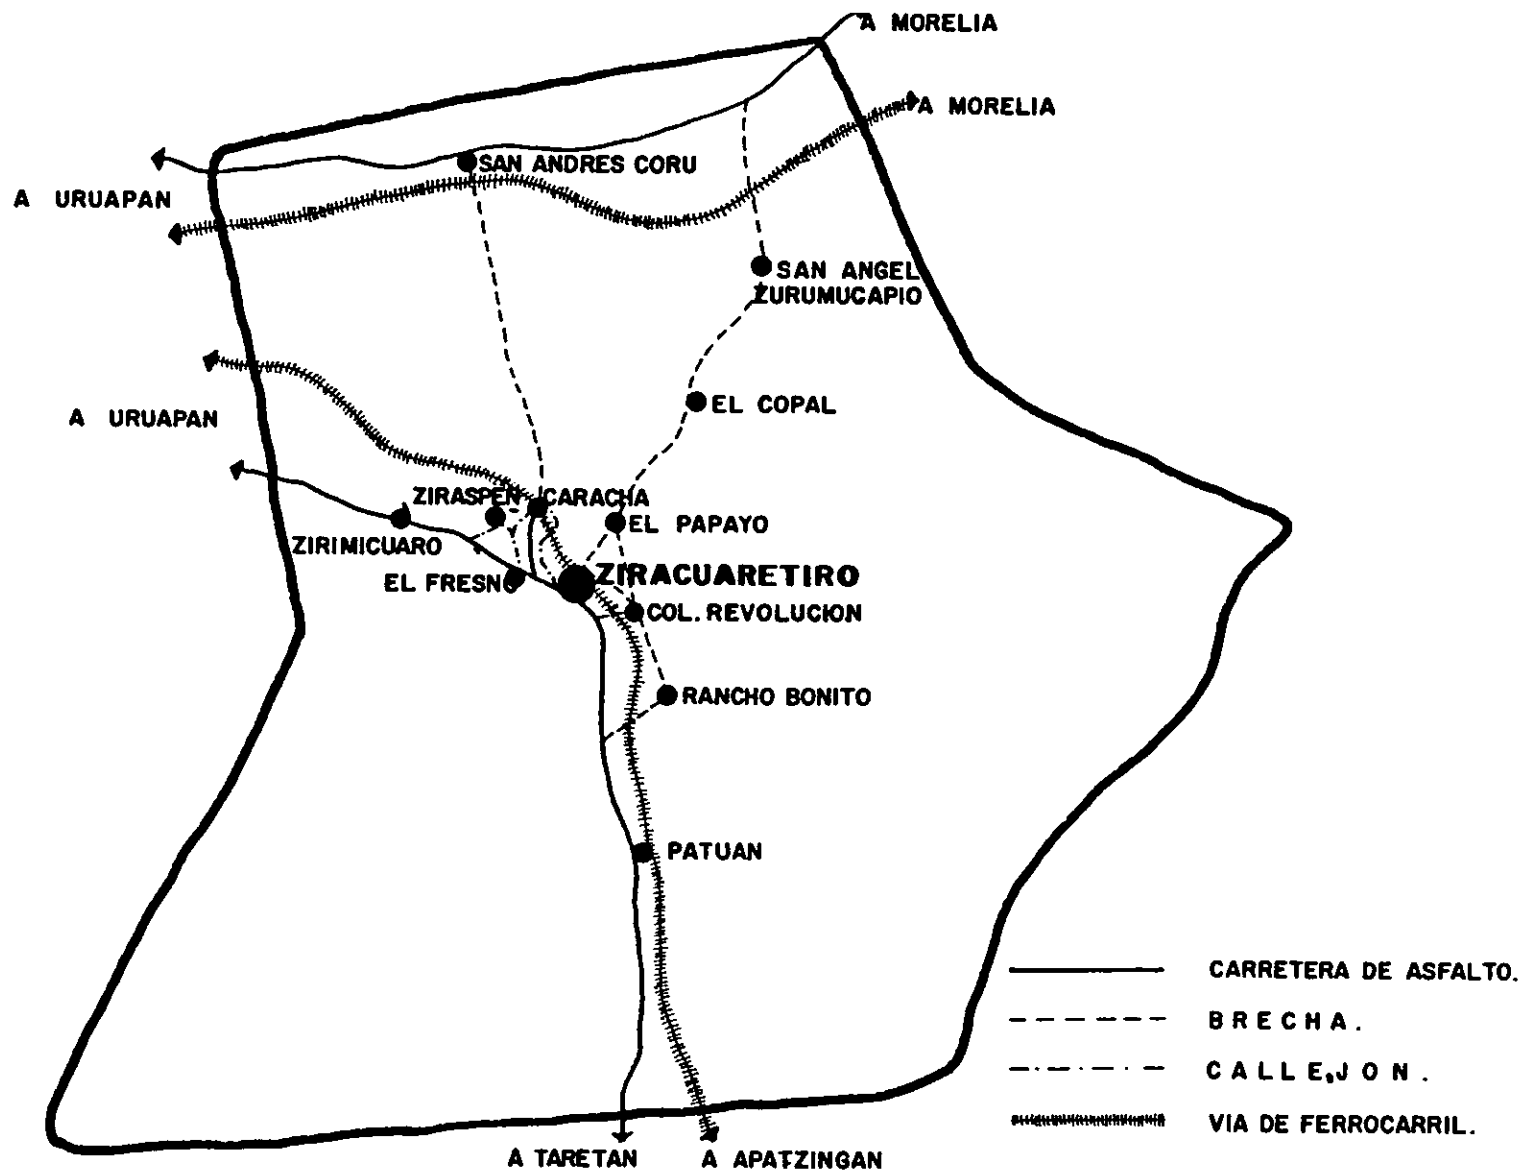 A MORELIA
A MORELIA
SAN ANDRES CORU
A URUAPAN
SAN ANGEL
ZURUMUCAPIO
EL COPAL
A URUAPAN
ZIRASPEN
CARACHA
EL PAPAYO
ZIRIMICUARO
EL FRESNO
ZIRACUARETIRO
COL. REVOLUCION
RANCHO BONITO
PATUAN
CARRETERA DE ASFALTO.
BRECHA.
CALLEJON.
VIA DE FERROCARRIL.
A TARETAN
A APATZINGAN